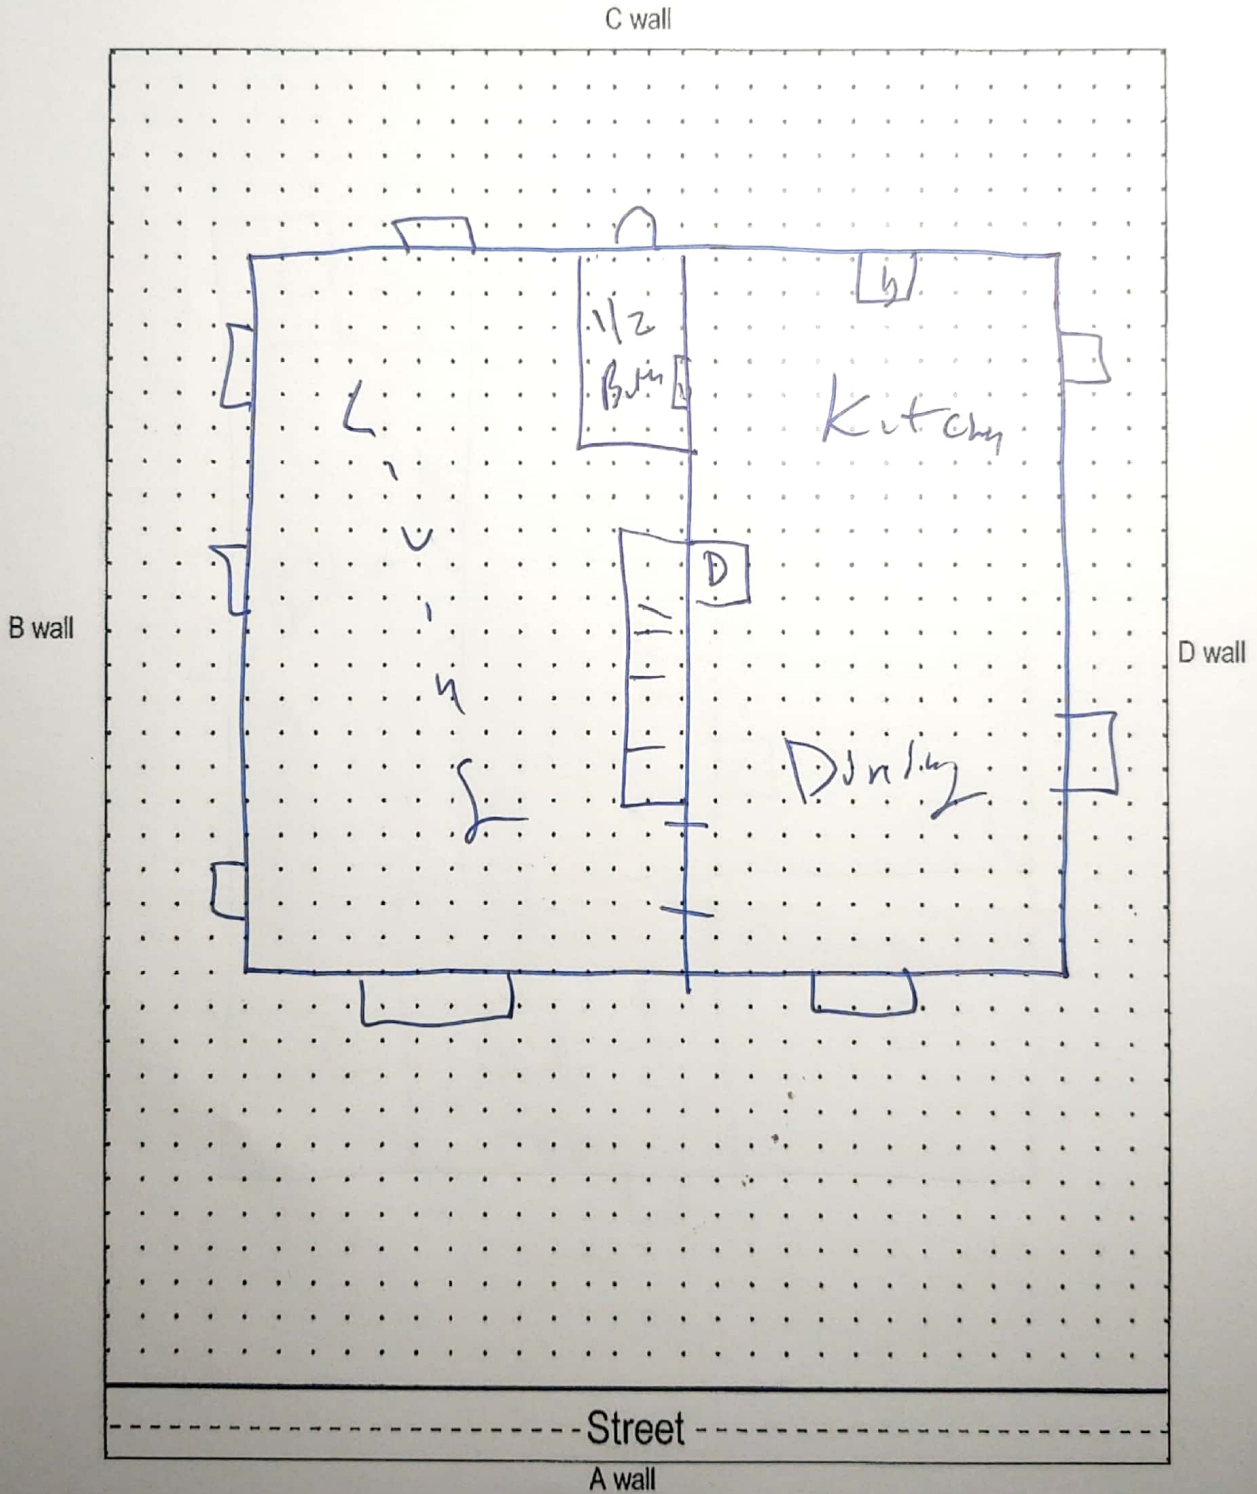 C wall
1/2
Bath
Kitchen
Living
D
B wall
D wall
Dining
Street
A wall